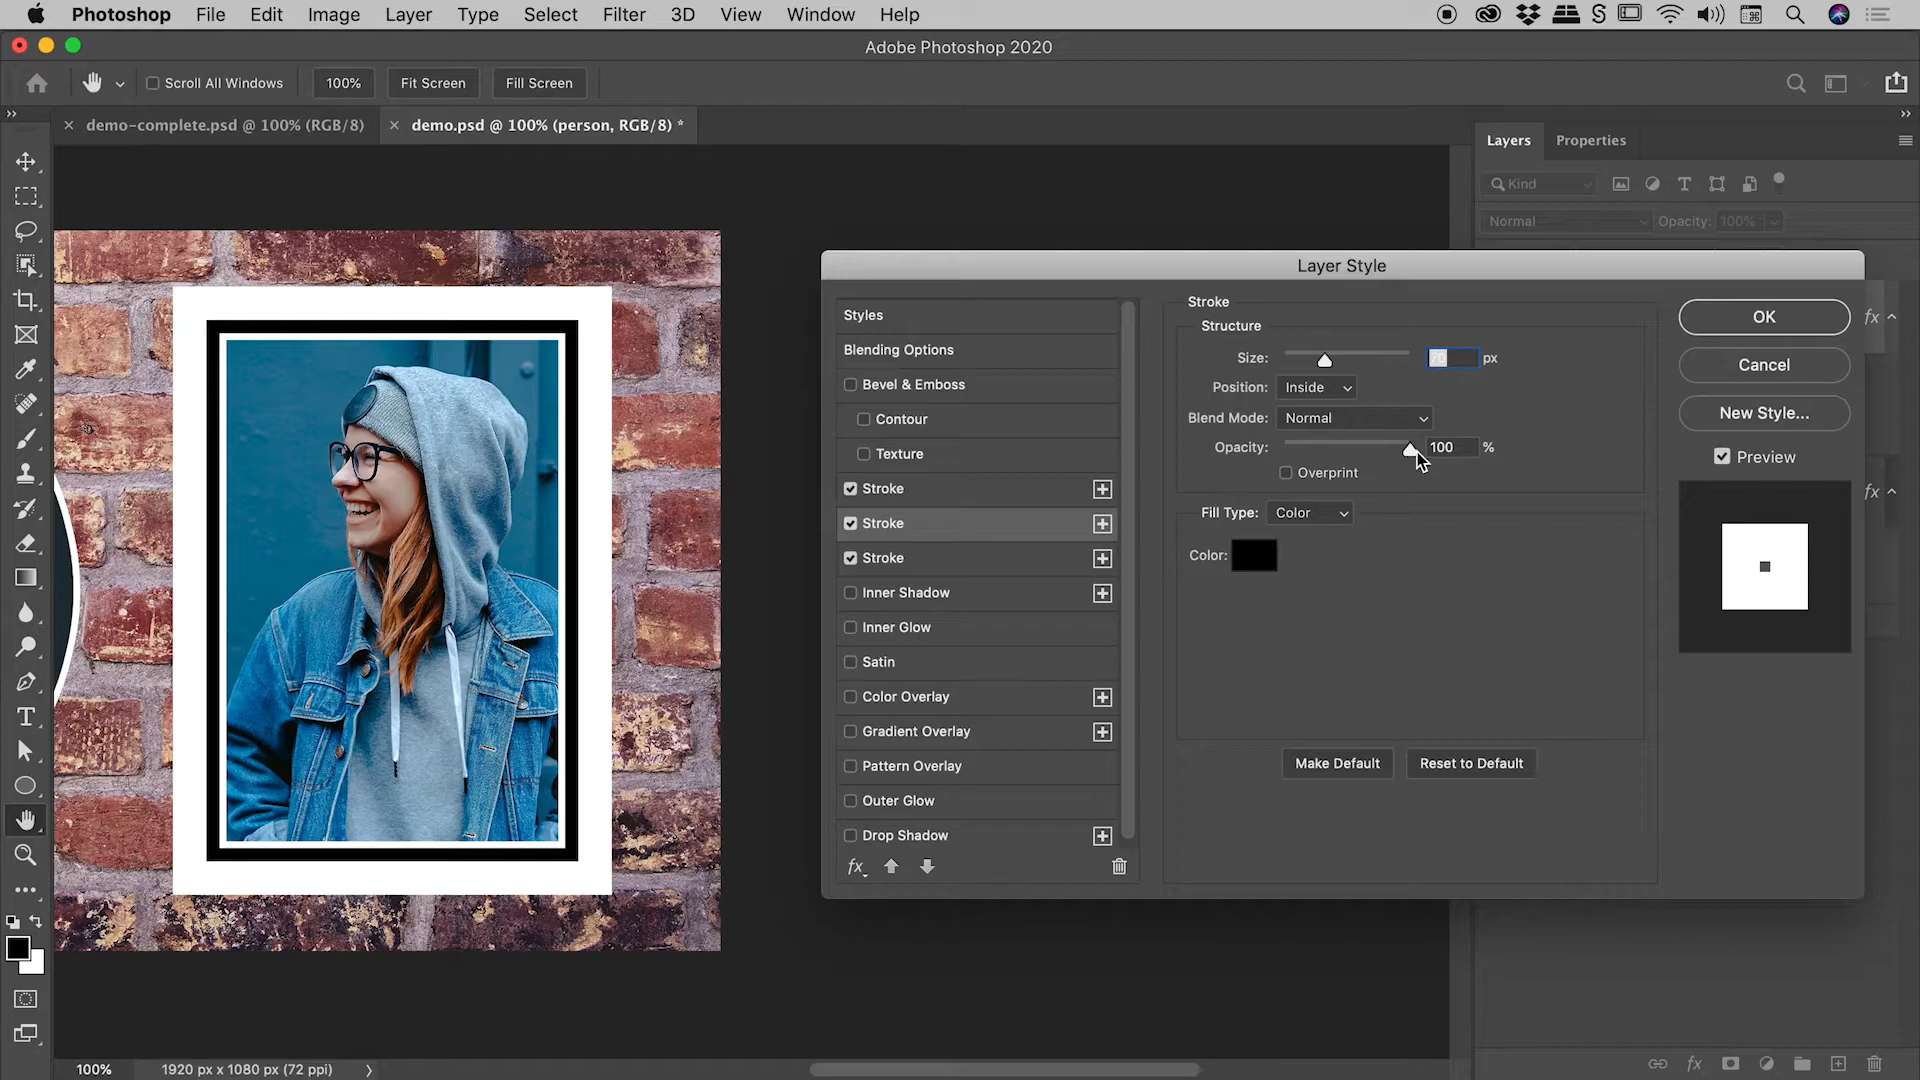 Photoshop File Edit Image Layer Type Select Filter 3D View Window Help
Adobe Photoshop 2020
Scroll All Windows 100% Fit Screen Fill Screen
demo-complete.psd @ 100% (RGB/8) demo.psd @ 100% (person, RGB/8) *
Layers Properties
Kind
Normal Opacity: 100%
Layer Style
Styles
Blending Options
Bevel & Emboss
Contour
Texture
Stroke
Stroke
Stroke
Inner Shadow
Inner Glow
Satin
Color Overlay
Gradient Overlay
Pattern Overlay
Outer Glow
Drop Shadow
fx
Stroke
Structure
Size: 70 px
Position: Inside
Blend Mode: Normal
Opacity: 100 %
Overprint
Fill Type: Color
Color:
Make Default Reset to Default
OK
Cancel
New Style...
Preview
fx
fx
100% 1920 px x 1080 px (72 ppi)
fx